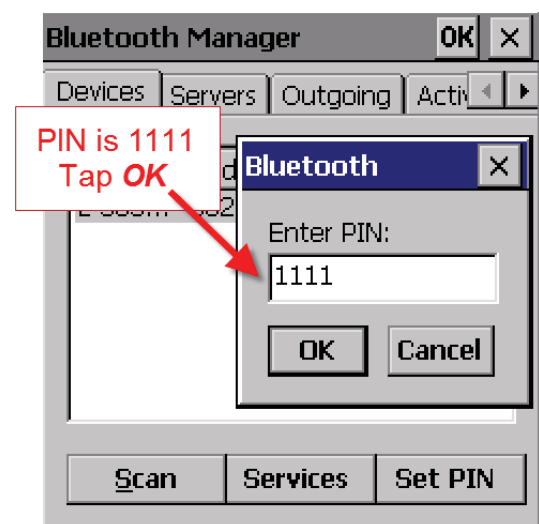 Bluetooth Manager OK
Devices Servers Outgoing
PIN is 1111
Tap OK
Bluetooth
Enter PIN:
1111
OK Cancel
Scan Services Set PIN